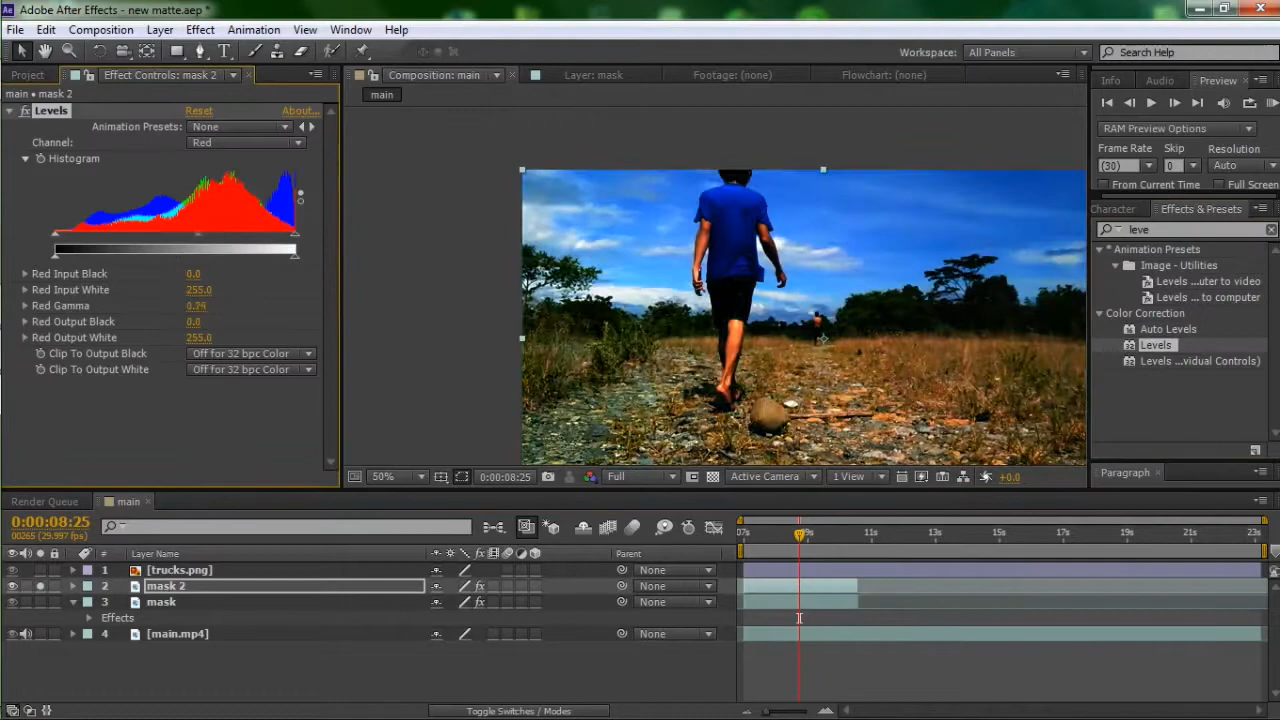 Adobe After Effects - new matte.aep *
File Edit Composition Layer Effect Animation View Window Help
Workspace: All Panels Search Help
Project Effect Controls: mask 2
main • mask 2
fx Levels Reset About...
Animation Presets: None
Channel: Red
Histogram
Red Input Black 0.0
Red Input White 255.0
Red Gamma 0.74
Red Output Black 0.0
Red Output White 255.0
Clip To Output Black Off for 32 bpc Color
Clip To Output White Off for 32 bpc Color
Composition: main Layer: mask Footage: (none) Flowchart: (none)
main
50% 0:00:08:25 Full Active Camera 1 View +0.0
Info Audio Preview
RAM Preview Options
Frame Rate Skip Resolution
(30) 0 Auto
From Current Time Full Screen
Character Effects & Presets
leve
* Animation Presets
Image - Utilities
Levels ...uter to video
Levels ... to computer
Color Correction
Auto Levels
32 Levels
32 Levels ...vidual Controls)
Paragraph
Render Queue main
0:00:08:25
00265 (29.997 fps)
# Layer Name fx Parent
07s 09s 11s 13s 15s 17s 19s 21s 23s
1 [trucks.png] None
2 mask 2 fx None
3 mask fx None
Effects
4 [main.mp4] None
Toggle Switches / Modes